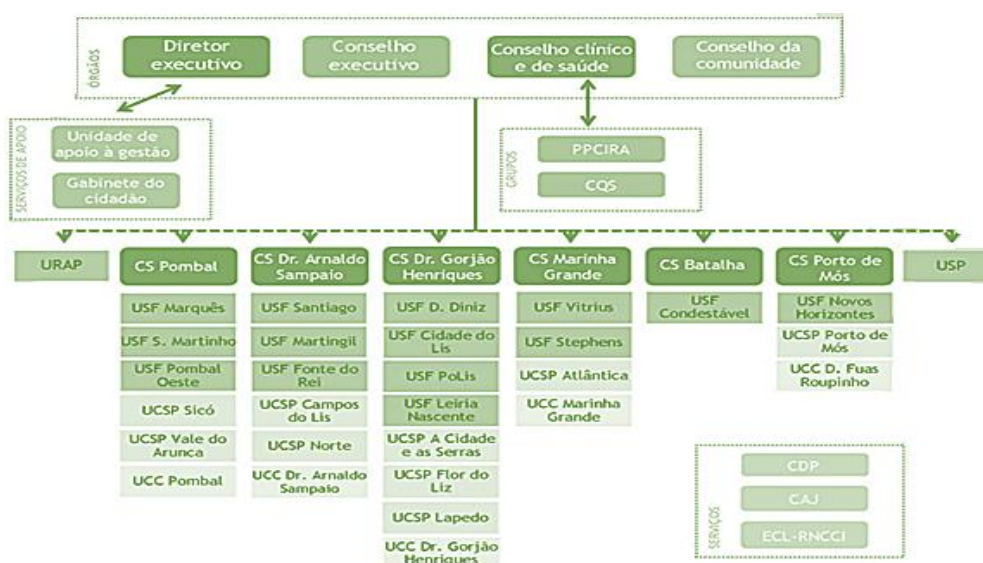 ÓRGÃOS
Diretor
executivo
Conselho
executivo
Conselho clínico
e de saúde
Conselho da
comunidade
SERVIÇOS DE APOIO
Unidade de
apoio à gestão
Gabinete do
cidadão
GRUPOS
PPCIRA
CQS
URAP
CS Pombal
USF Marquês
USF S. Martinho
USF Pombal
Oeste
UCSP Sicó
UCSP Vale do
Arunca
UCC Pombal
CS Dr. Arnaldo
Sampaio
USF Santiago
USF Martingil
USF Fonte do
Rei
UCSP Campos
do Lis
UCSP Norte
UCC Dr. Arnaldo
Sampaio
CS Dr. Gorjão
Henriques
USF D. Diniz
USF Cidade do
Lis
USF PoLis
USF Leiria
Nascente
UCSP A Cidade
e as Serras
UCSP Flor do
Liz
UCSP Lapedo
UCC Dr. Gorjão
Henriques
CS Marinha
Grande
USF Vitrius
USF Stephens
UCSP Atlântica
UCC Marinha
Grande
CS Batalha
USF
Condestável
CS Porto de
Mós
USF Novos
Horizontes
UCSP Porto de
Mós
UCC D. Fuas
Roupinho
USP
SERVIÇOS
CDP
CAJ
ECL-RNCCI